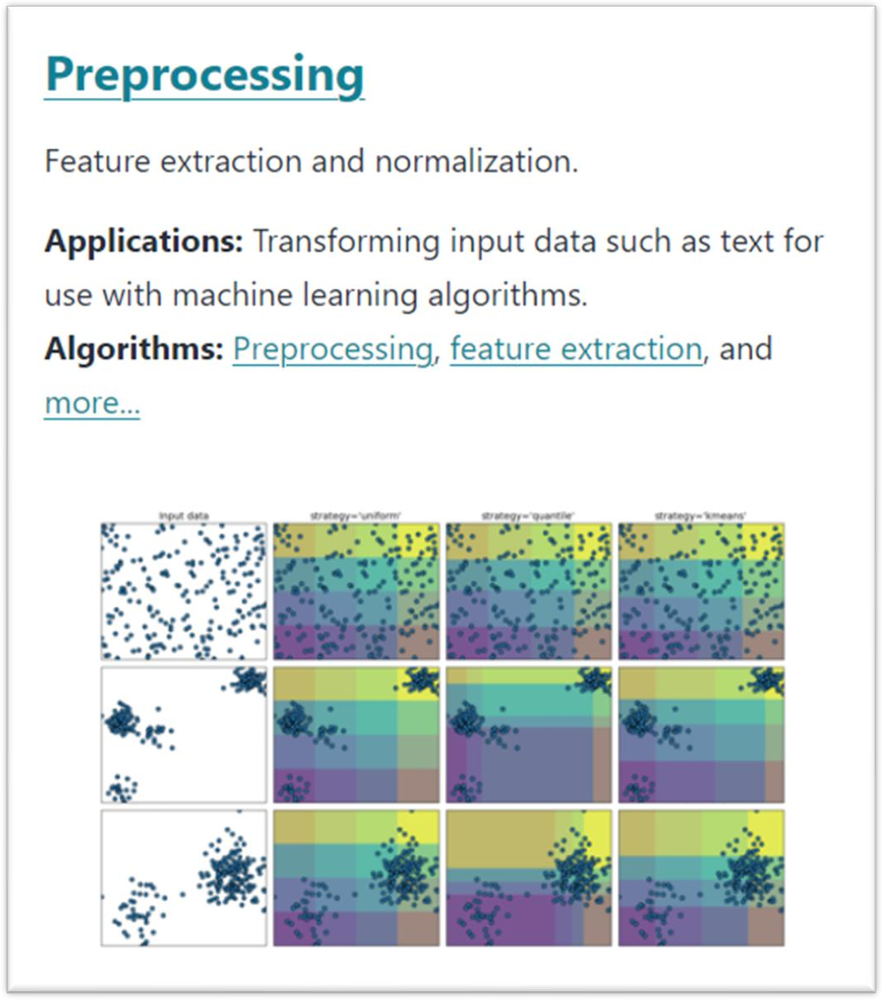 Preprocessing
Feature extraction and normalization.
Applications: Transforming input data such as text for
use with machine learning algorithms.
Algorithms: Preprocessing, feature extraction, and
more...
Input data strategy='uniform' strategy='quantile' strategy='kmeans'